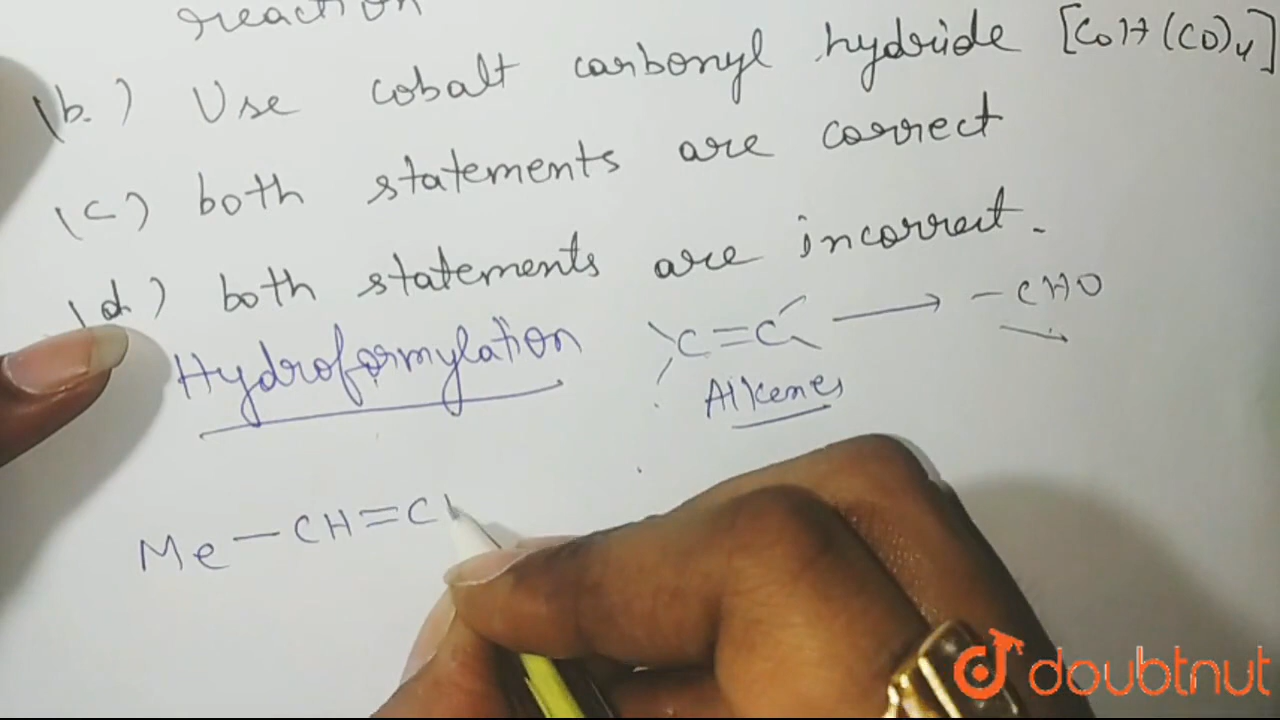 reaction
(b.) Use cobalt carbonyl hydride [CoH(CO)4]
(c) both statements are correct
(d.) both statements are incorrect.
Hydroformylation
C=C → -CHO
Alkenes
Me-CH=C
doubtnut